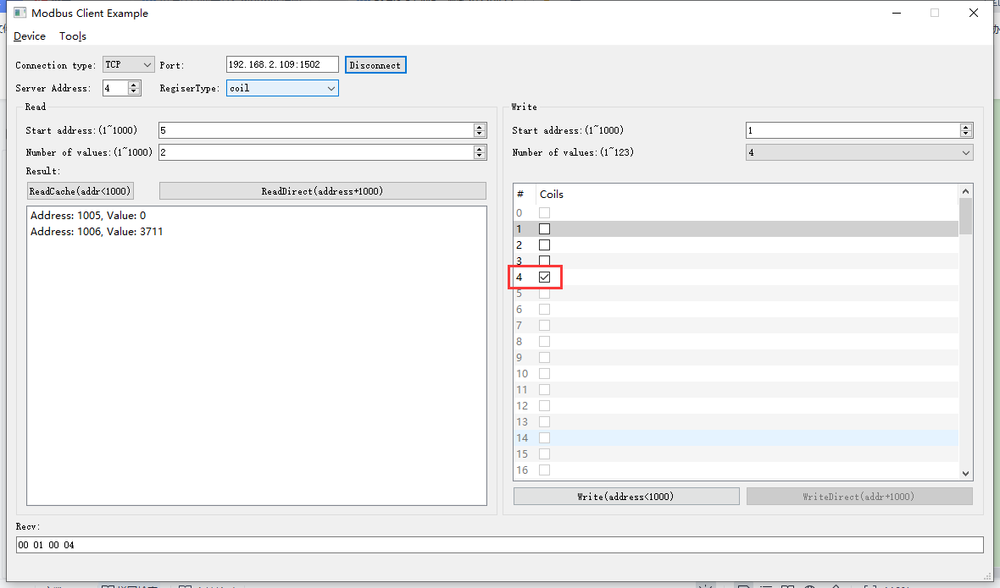 Modbus Client Example
Device Tools
Connection type: TCP Port: 192.168.2.109:1502 Disconnect
Server Address: 4 RegiserType: coil
Read
Start address:(1~1000) 5
Number of values:(1~1000) 2
Result:
ReadCache(addr<1000) ReadDirect(address+1000)
Address: 1005, Value: 0
Address: 1006, Value: 3711
Write
Start address:(1~1000) 1
Number of values:(1~123) 4
# Coils
0
1
2
3
4
5
6
7
8
9
10
11
12
13
14
15
16
Write(address<1000) WriteDirect(addr+1000)
Recv:
00 01 00 04